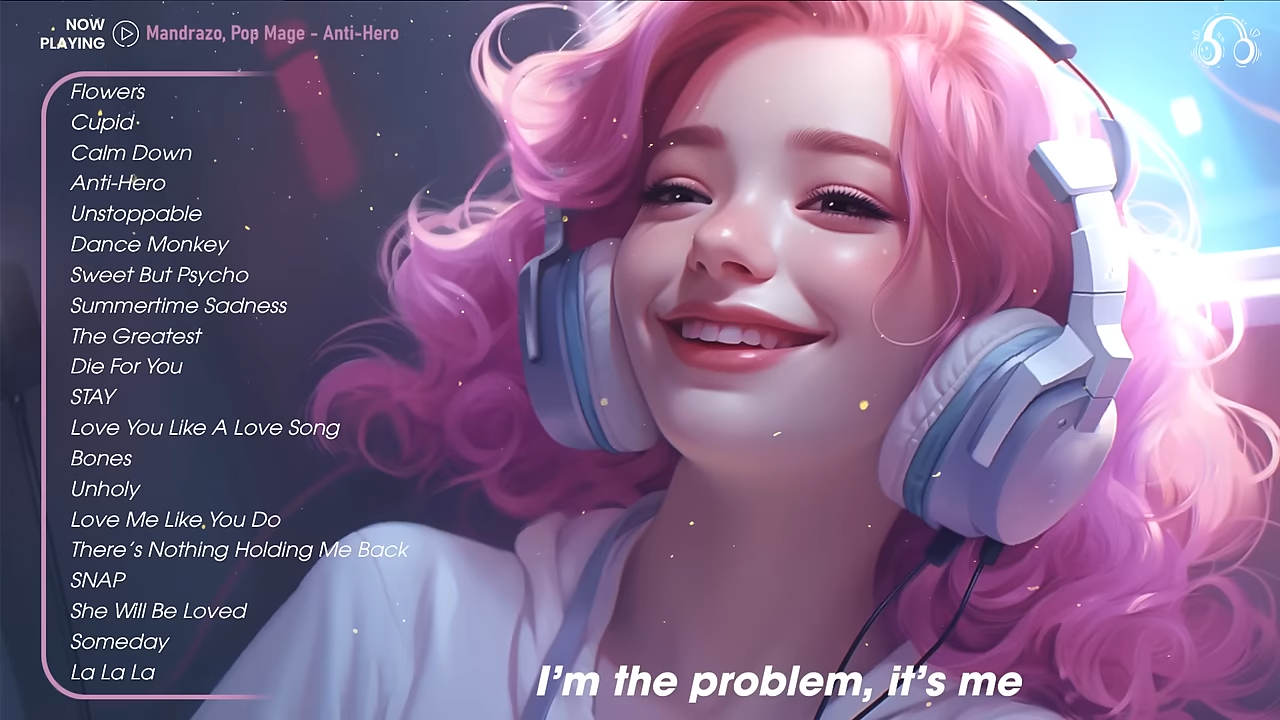 NOW
PLAYING
Mandrazo, Pop Mage - Anti-Hero
Flowers
Cupid
Calm Down
Anti-Hero
Unstoppable
Dance Monkey
Sweet But Psycho
Summertime Sadness
The Greatest
Die For You
STAY
Love You Like A Love Song
Bones
Unholy
Love Me Like You Do
There's Nothing Holding Me Back
SNAP
She Will Be Loved
Someday
La La La
I'm the problem, it's me